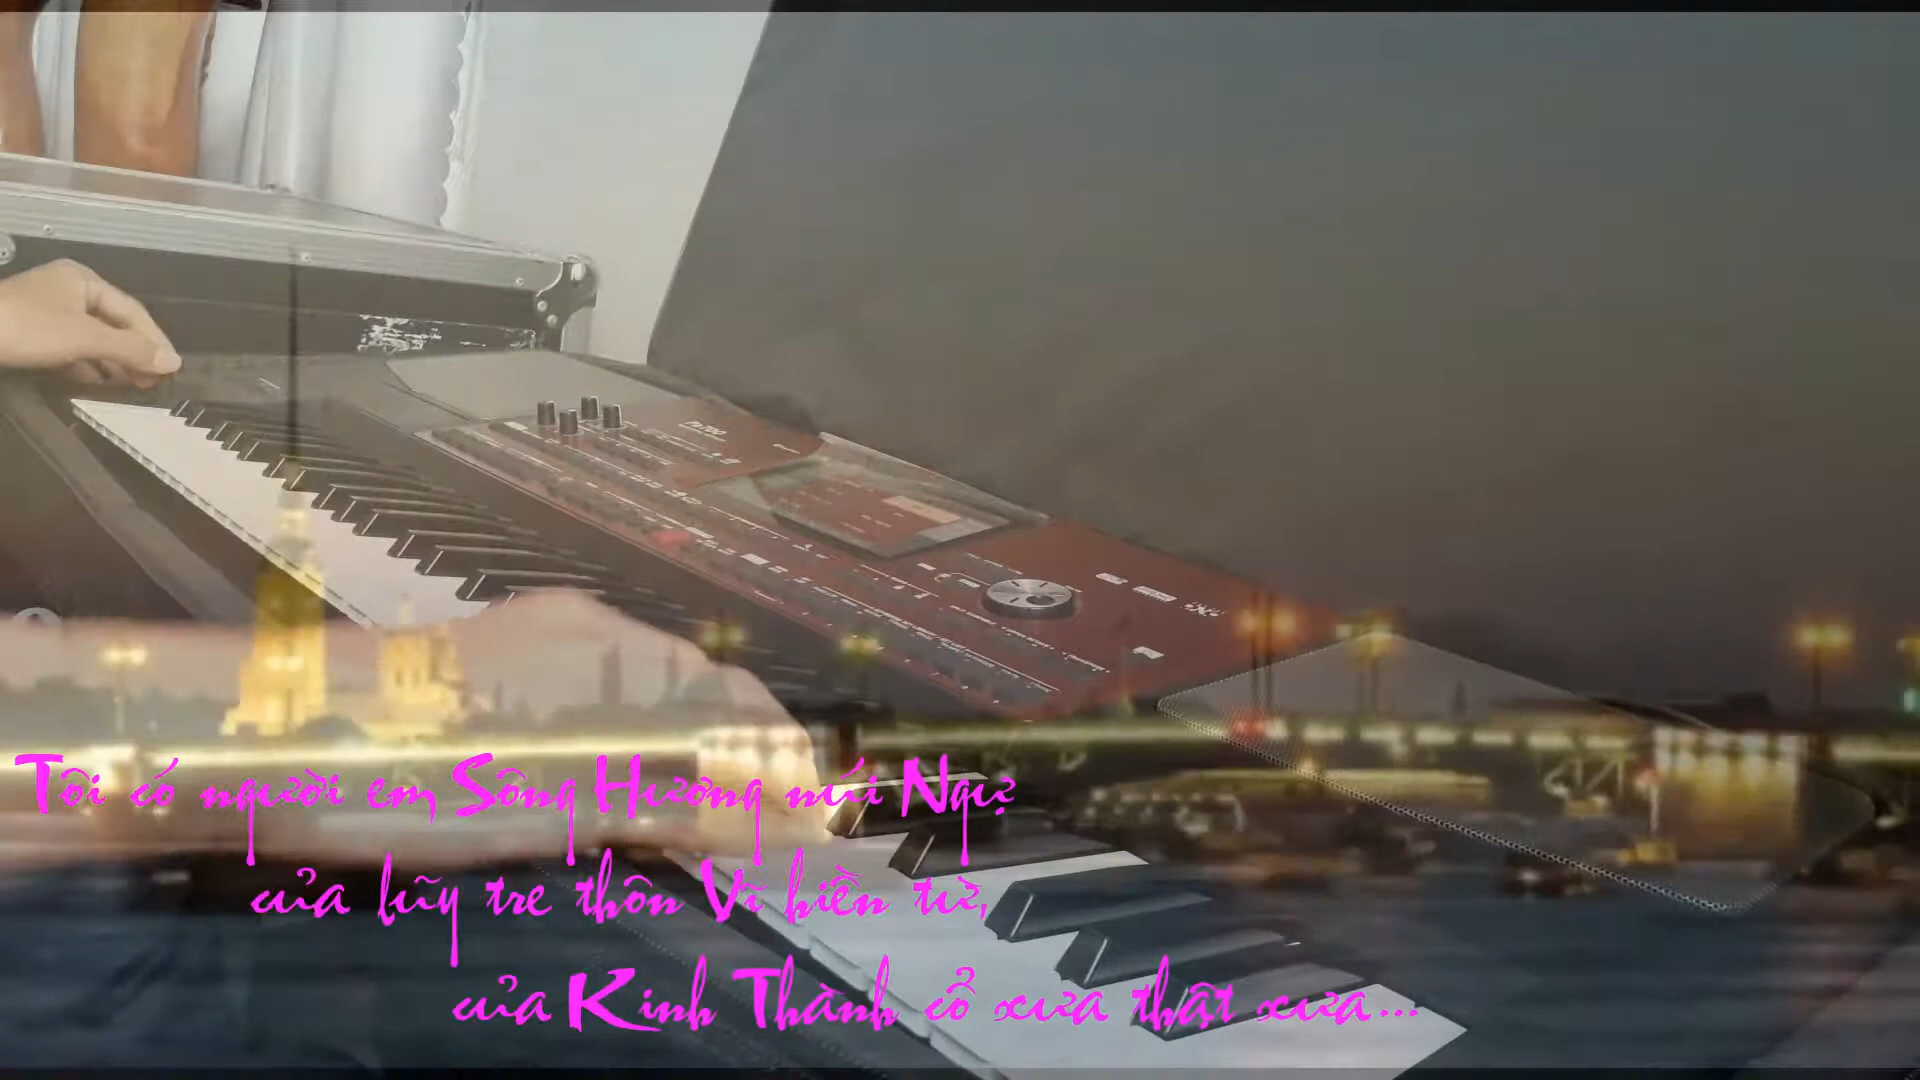 Pa700
Tôi có người em Sông Hương núi Ngự
của lũy tre thôn Vĩ hiền từ,
của Kinh Thành cổ xưa thật xưa...